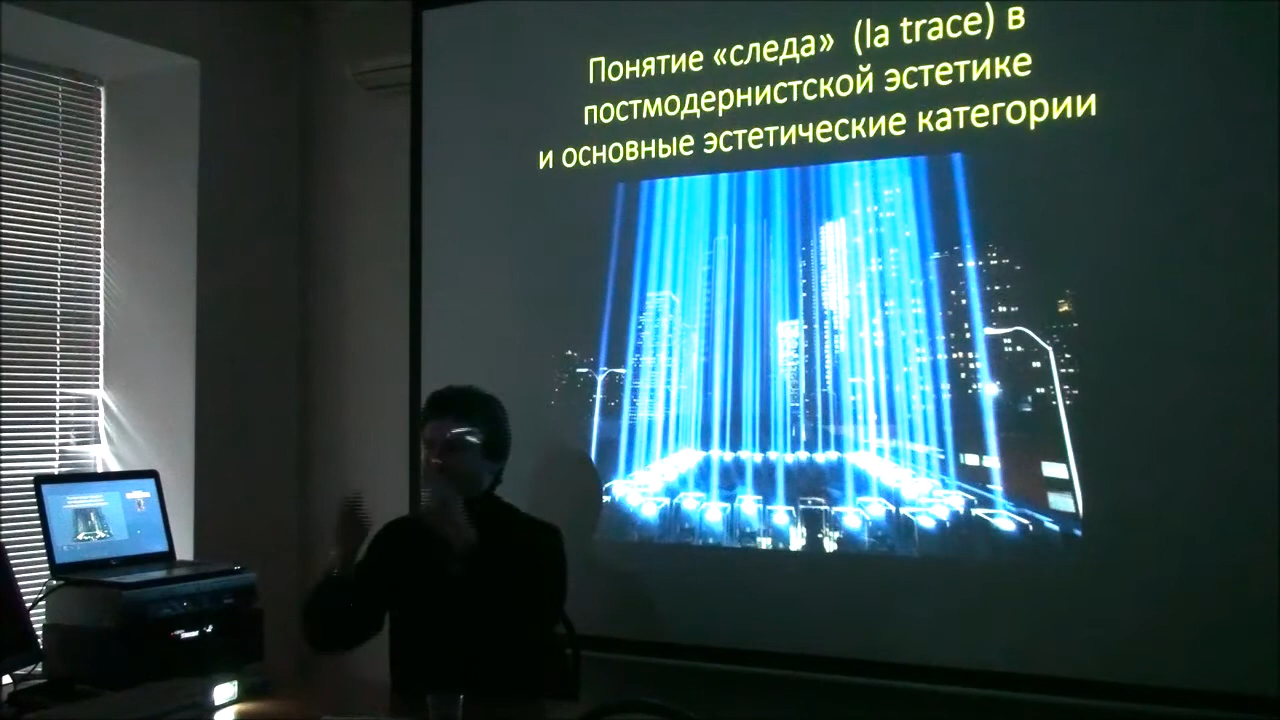 Понятие «следа» (la trace) в
постмодернистской эстетике
и основные эстетические категории